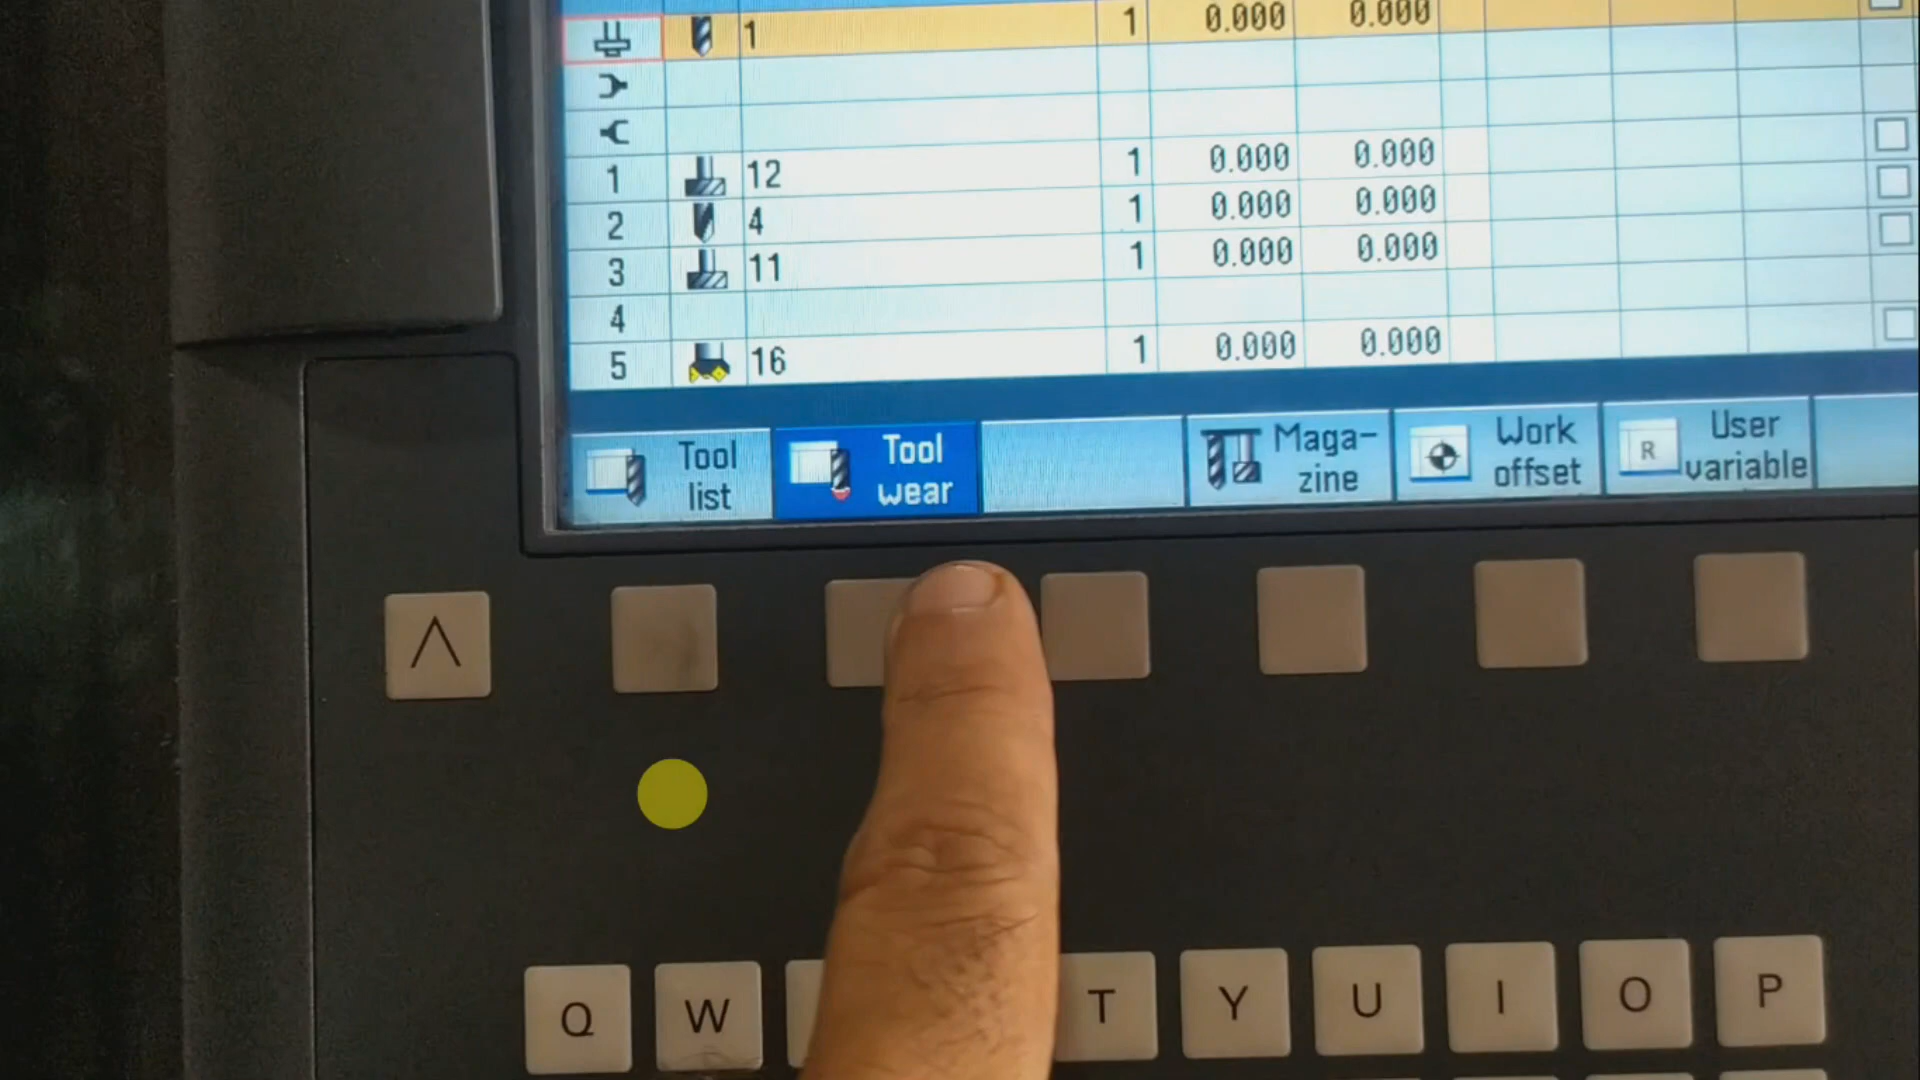 1 1 0.000 0.000
1 12 1 0.000 0.000
2 4 1 0.000 0.000
3 11 1 0.000 0.000
4
5 16 1 0.000 0.000
Tool list
Tool wear
Maga-
zine
Work offset
R User variable
Q W T Y U I O P